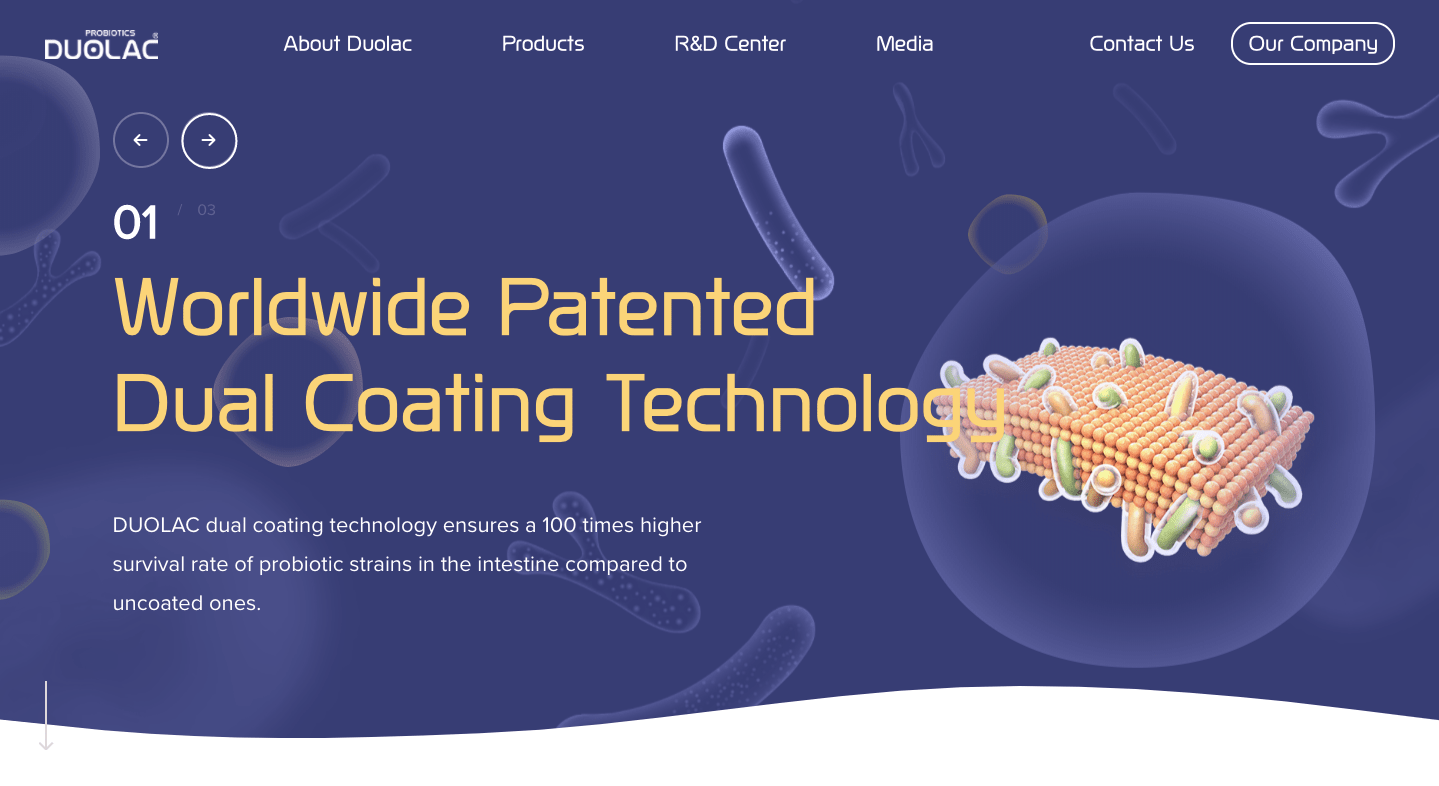 PROBIOTICS
DUOLAC®
About Duolac
Products
R&D Center
Media
Contact Us
Our Company
01 / 03
Worldwide Patented
Dual Coating Technology
DUOLAC dual coating technology ensures a 100 times higher
survival rate of probiotic strains in the intestine compared to
uncoated ones.